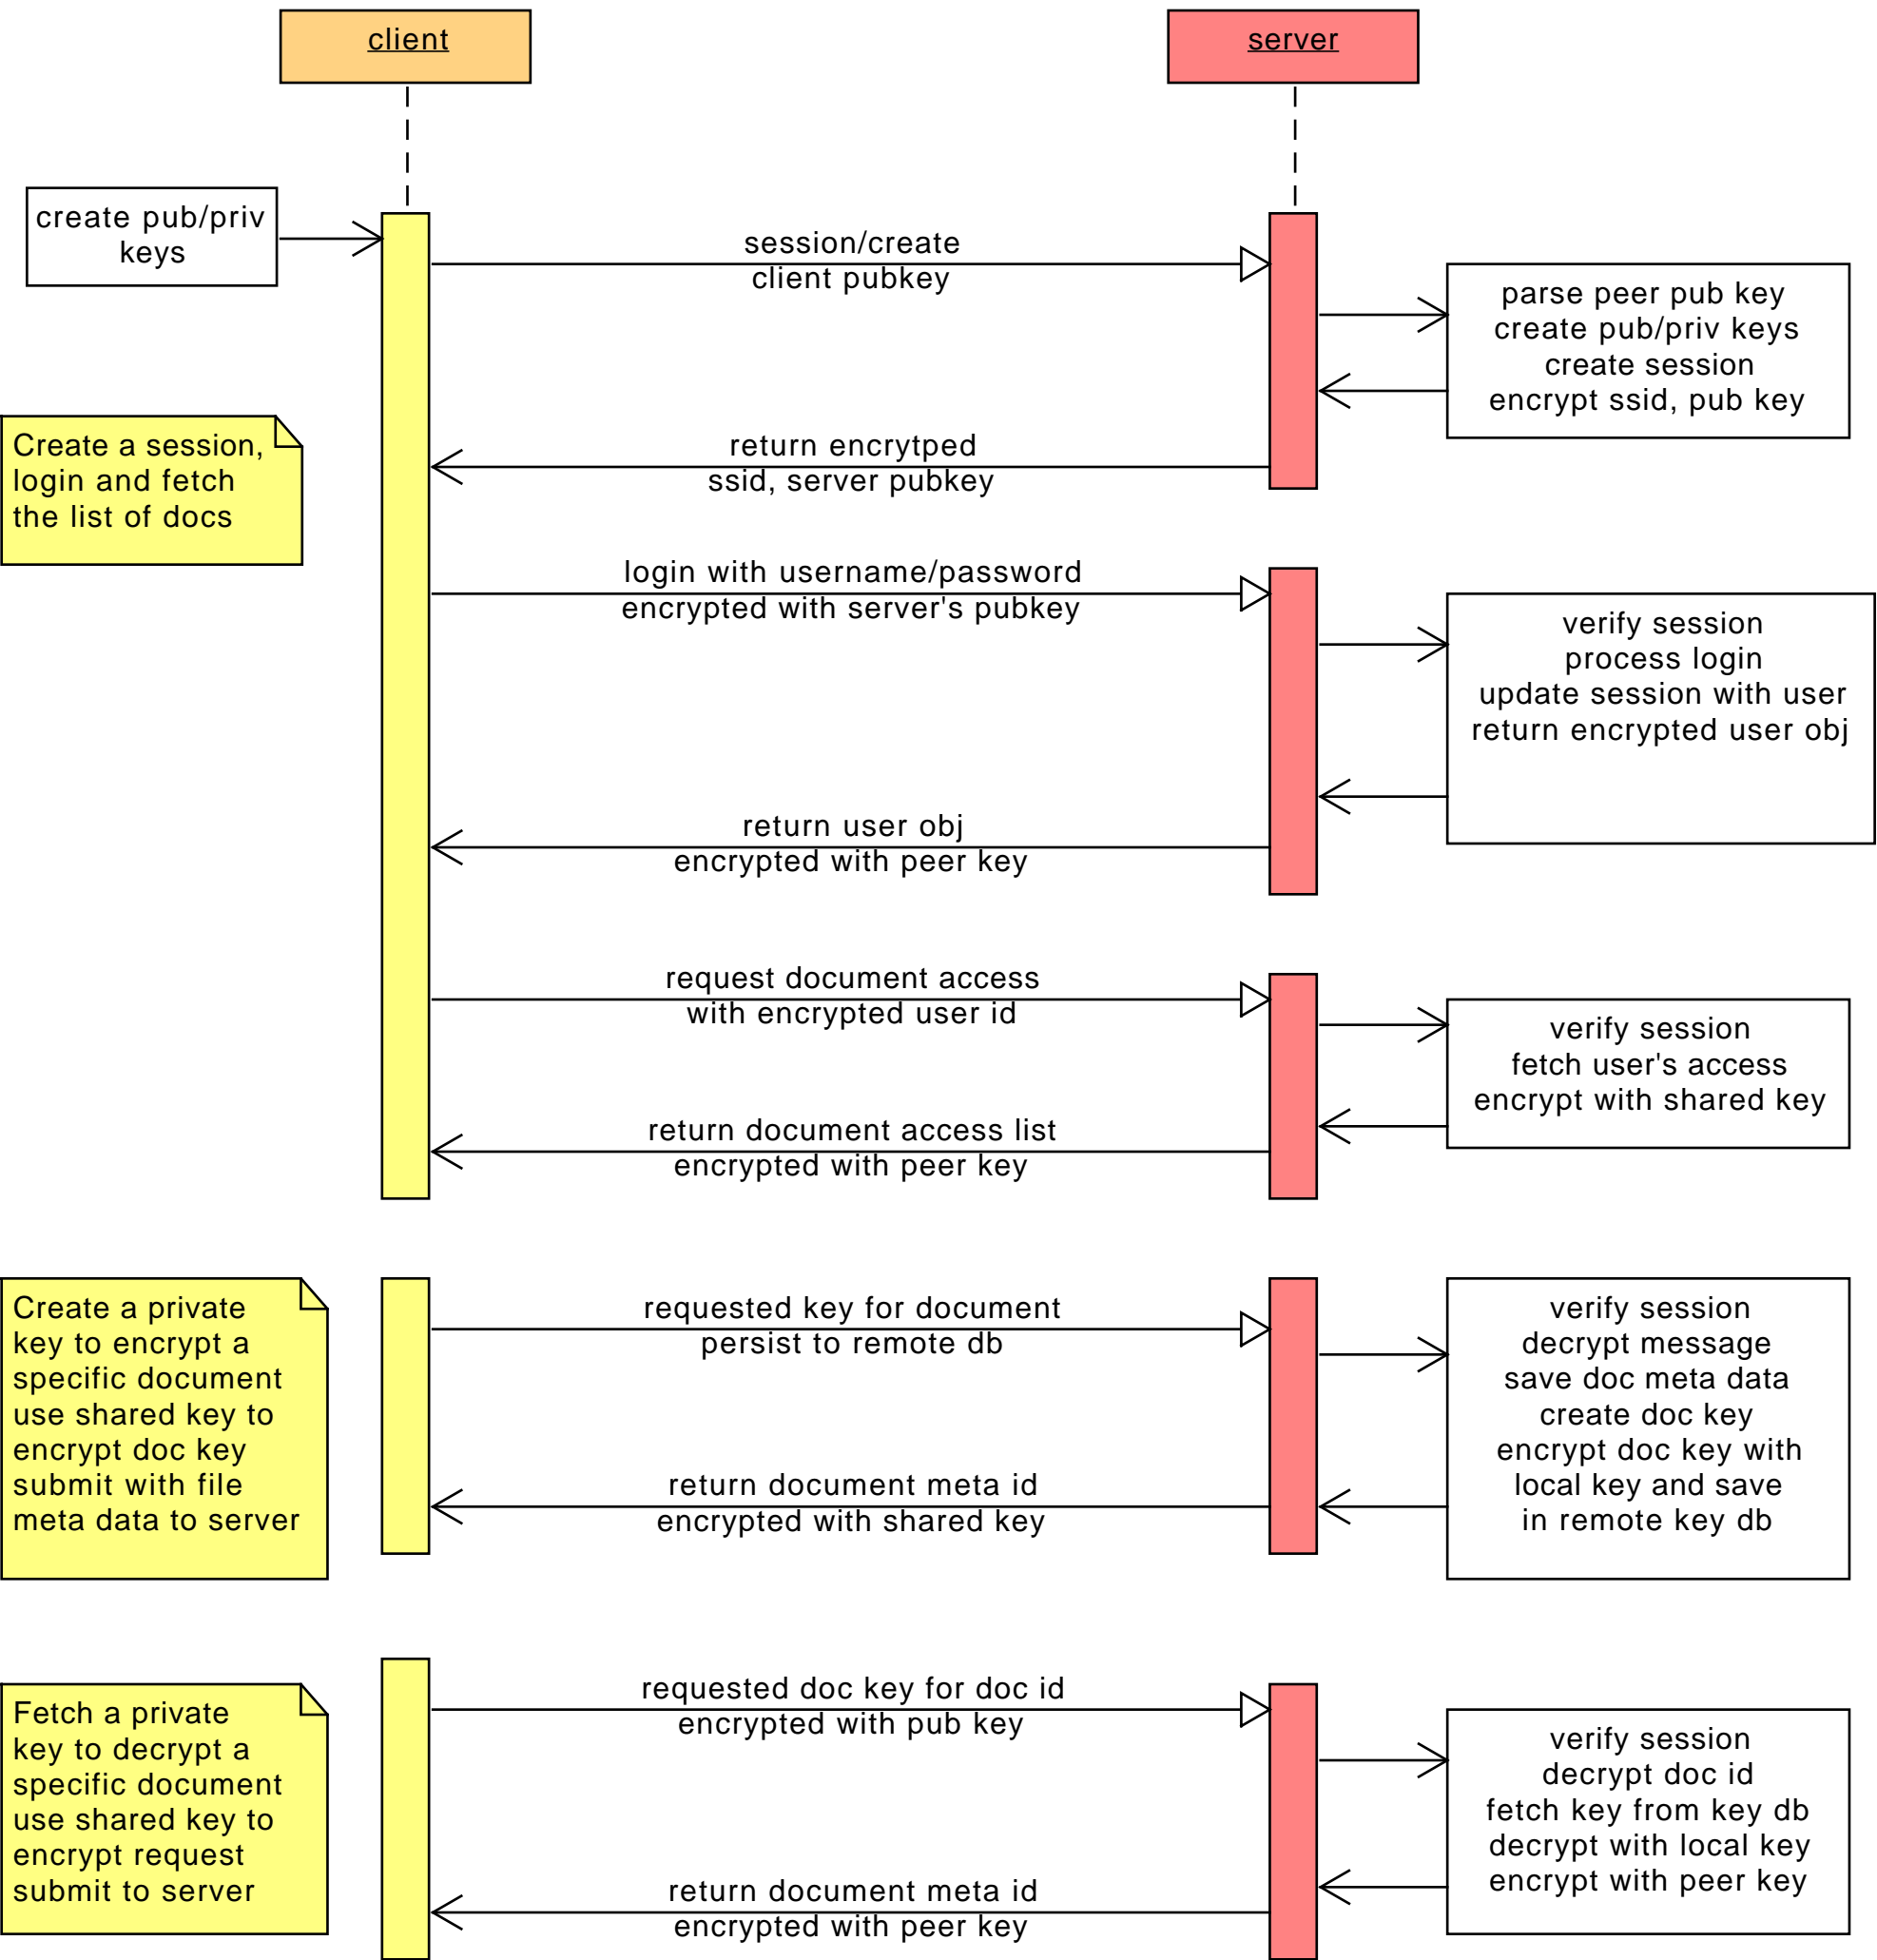 client
server
create pub/priv
keys
session/create
client pubkey
parse peer pub key
create pub/priv keys
create session
encrypt ssid, pub key
Create a session,
login and fetch
the list of docs
return encrytped
ssid, server pubkey
login with username/password
encrypted with server's pubkey
verify session
process login
update session with user
return encrypted user obj
return user obj
encrypted with peer key
request document access
with encrypted user id
verify session
fetch user's access
encrypt with shared key
return document access list
encrypted with peer key
Create a private
key to encrypt a
specific document
use shared key to
encrypt doc key
submit with file
meta data to server
requested key for document
persist to remote db
verify session
decrypt message
save doc meta data
create doc key
encrypt doc key with
local key and save
in remote key db
return document meta id
encrypted with shared key
Fetch a private
key to decrypt a
specific document
use shared key to
encrypt request
submit to server
requested doc key for doc id
encrypted with pub key
verify session
decrypt doc id
fetch key from key db
decrypt with local key
encrypt with peer key
return document meta id
encrypted with peer key